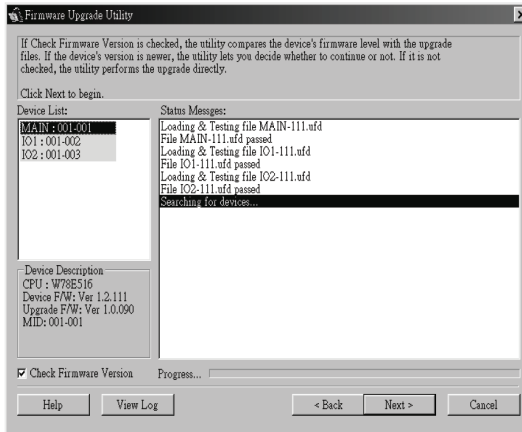 Firmware Upgrade Utility
If Check Firmware Version is checked, the utility compares the device's firmware level with the upgrade
files. If the device's version is newer, the utility lets you decide whether to continue or not. If it is not
checked, the utility performs the upgrade directly.
Click Next to begin.
Device List:
MAIN : 001-001
IO1 : 001-002
IO2 : 001-003
Status Messges:
Loading & Testing file MAIN-111.ufd
File MAIN-111.ufd passed
Loading & Testing file IO1-111.ufd
File IO1-111.ufd passed
Loading & Testing file IO2-111.ufd
File IO2-111.ufd passed
Searching for devices...
Device Description
CPU : W78E516
Device F/W: Ver 1.2.111
Upgrade F/W: Ver 1.0.090
MID: 001-001
Check Firmware Version
Progress...
Help
View Log
< Back
Next >
Cancel